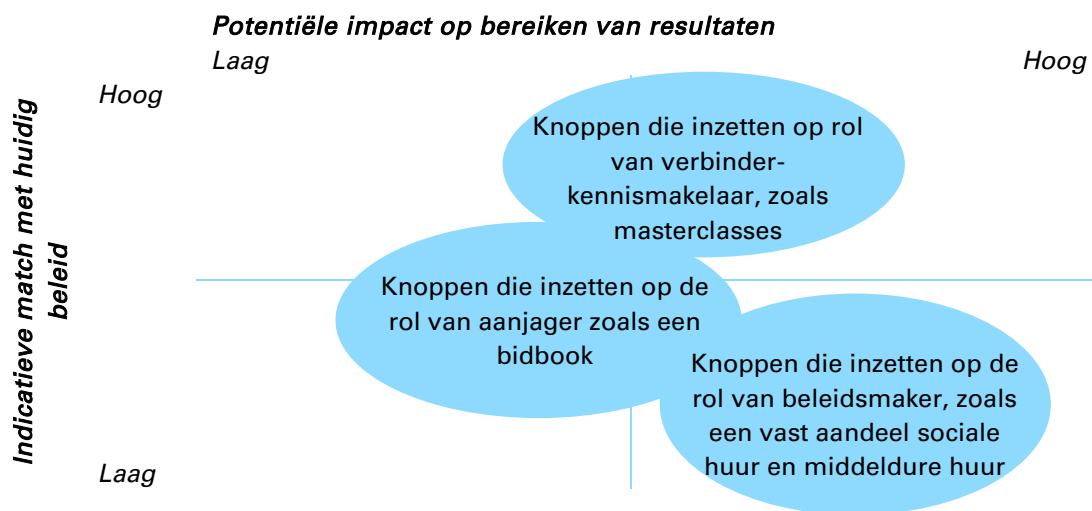 Potentiële impact op bereiken van resultaten
Laag
Hoog
Hoog
Indicatieve match met huidig
beleid
Knoppen die inzetten op rol
van verbinder-
kennismakelaar, zoals
masterclasses
Knoppen die inzetten op de
rol van aanjager zoals een
bidbook
Knoppen die inzetten op de
rol van beleidsmaker, zoals
een vast aandeel sociale
huur en middeldure huur
Laag